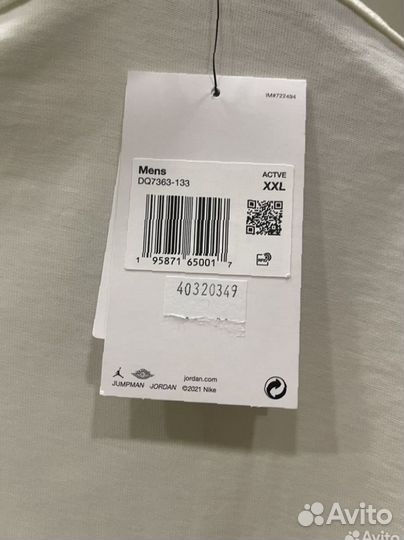 IM#722494
Mens
DQ7363-133
ACTVE
XXL
1 95871 65001 7
40320349
jordan.com
JUMPMAN JORDAN ©2021 Nike
Avito
Avito